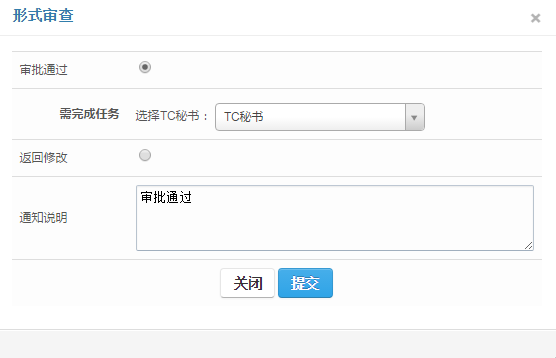 形式审查
审批通过
需完成任务 选择TC秘书： TC秘书
返回修改
通知说明 审批通过
关闭 提交